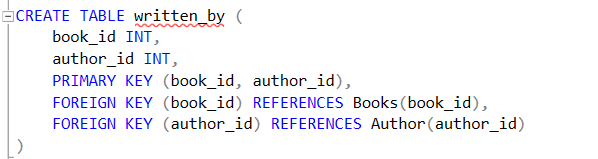 CREATE TABLE written_by (
book_id INT,
author_id INT,
PRIMARY KEY (book_id, author_id),
FOREIGN KEY (book_id) REFERENCES Books(book_id),
FOREIGN KEY (author_id) REFERENCES Author(author_id)
)